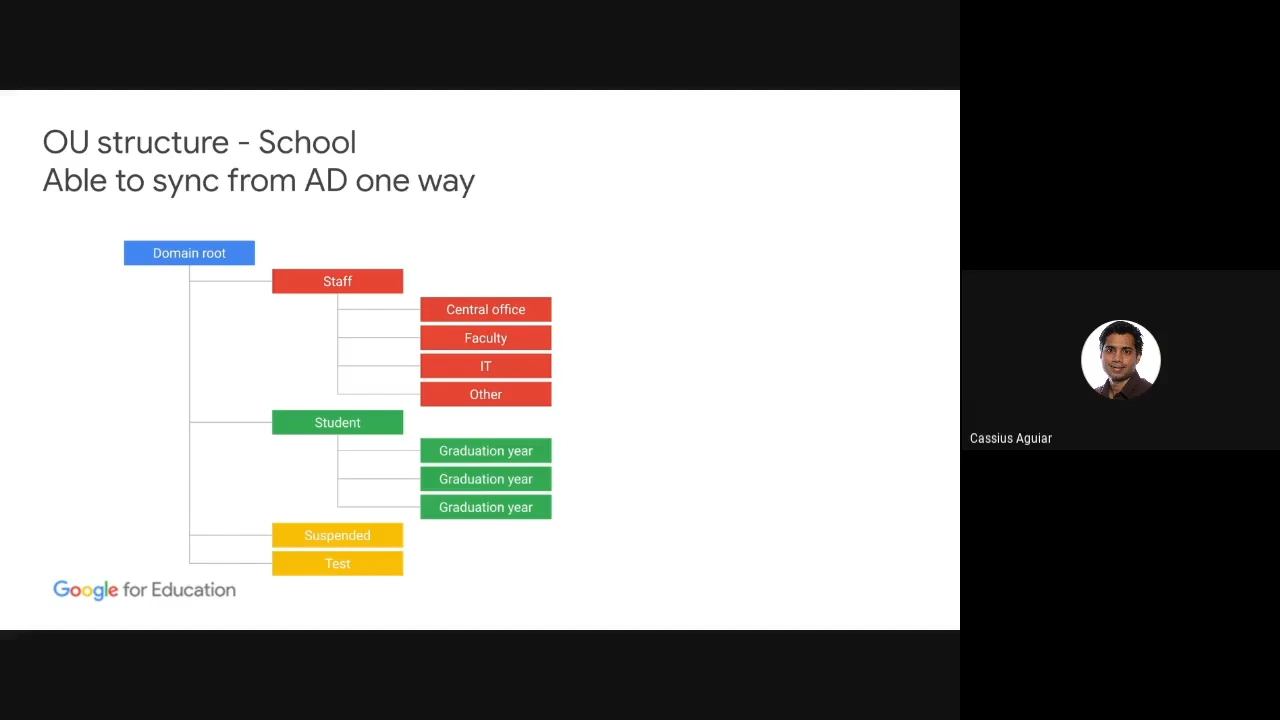 OU structure - School
Able to sync from AD one way
Domain root
Staff
Central office
Faculty
IT
Other
Student
Graduation year
Graduation year
Graduation year
Suspended
Test
Google for Education
Cassius Aguiar